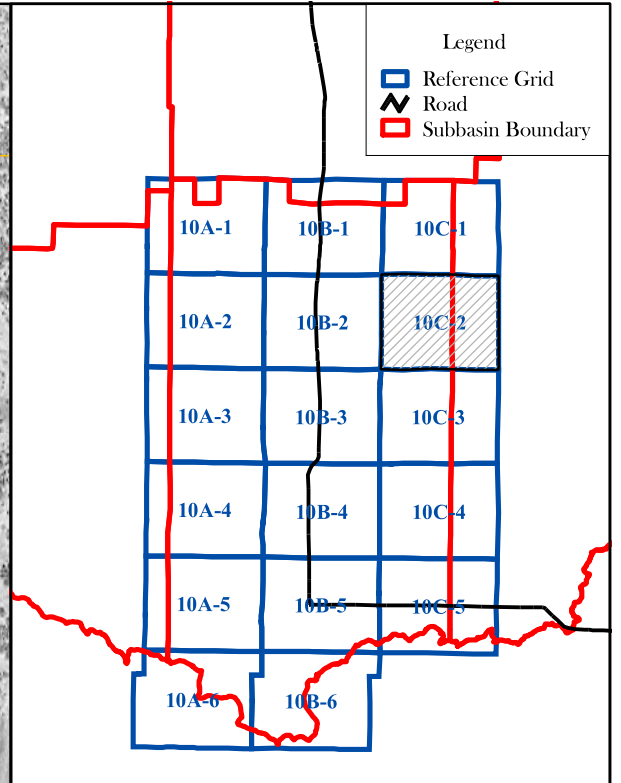 Legend
Reference Grid
Road
Subbasin Boundary
10A-1 10B-1 10C-1
10A-2 10B-2 10C-2
10A-3 10B-3 10C-3
10A-4 10B-4 10C-4
10A-5 10B-5 10C-5
10A-6 10B-6